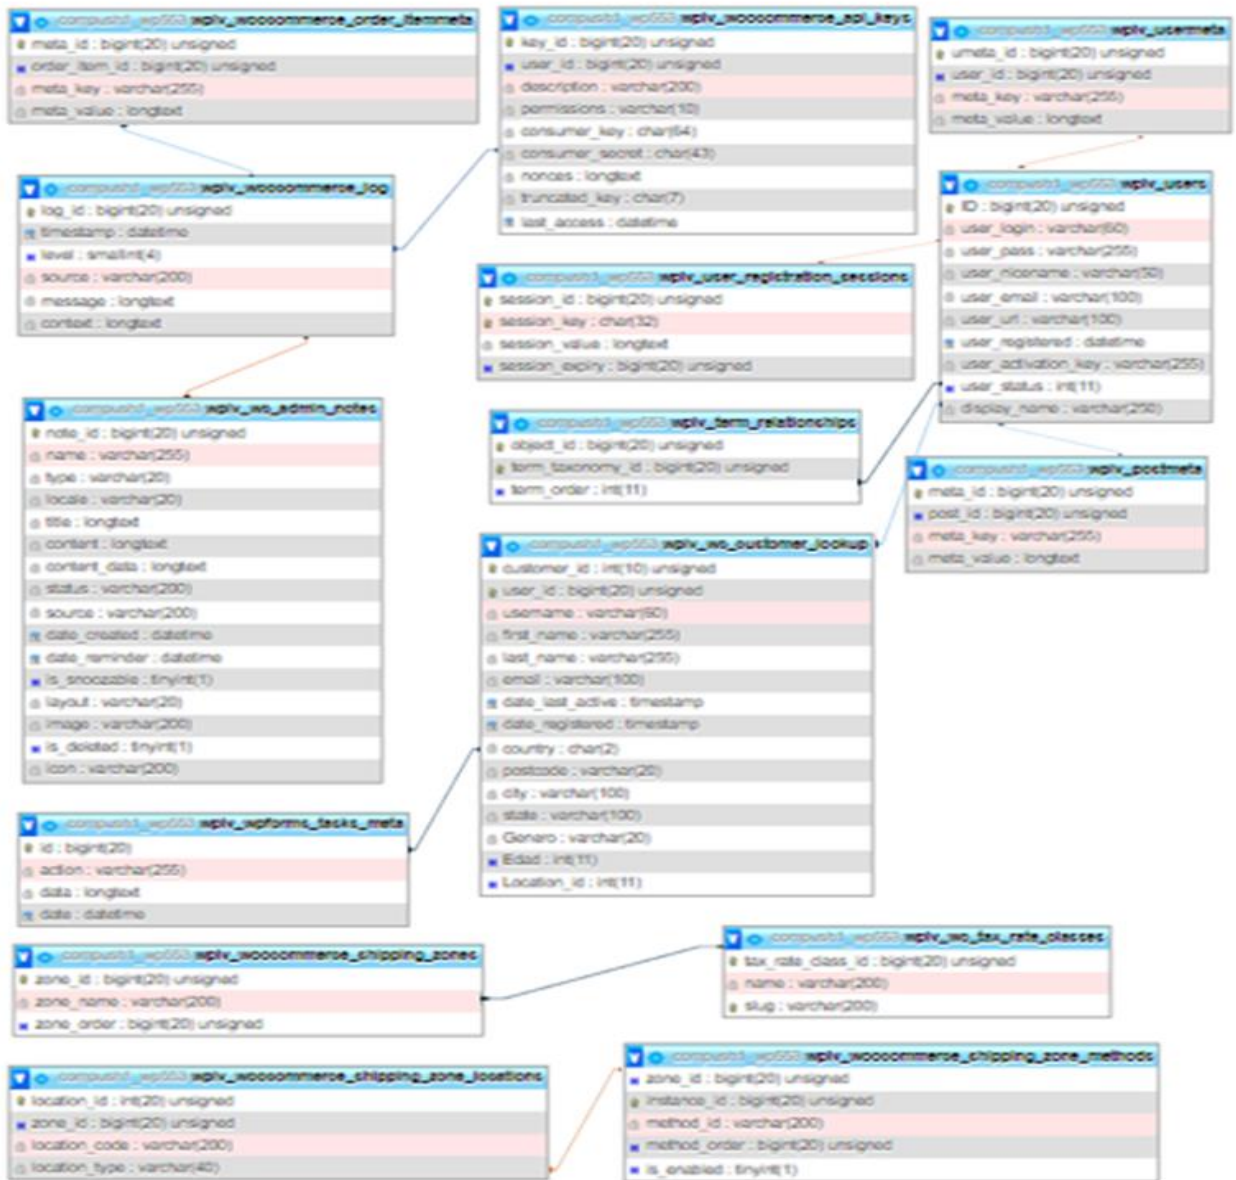 wplv_woocommerce_order_itemmeta
meta_id : bigint(20) unsigned
order_item_id : bigint(20) unsigned
meta_key : varchar(255)
meta_value : longtext
wplv_woocommerce_api_keys
key_id : bigint(20) unsigned
user_id : bigint(20) unsigned
description : varchar(200)
permissions : varchar(10)
consumer_key : char(64)
consumer_secret : char(43)
nonces : longtext
truncated_key : char(7)
last_access : datetime
wplv_usermeta
umeta_id : bigint(20) unsigned
user_id : bigint(20) unsigned
meta_key : varchar(255)
meta_value : longtext
wplv_woocommerce_log
log_id : bigint(20) unsigned
timestamp : datetime
level : smallint(4)
source : varchar(200)
message : longtext
context : longtext
wplv_user_registration_sessions
session_id : bigint(20) unsigned
session_key : char(32)
session_value : longtext
session_expiry : bigint(20) unsigned
wplv_users
ID : bigint(20) unsigned
user_login : varchar(60)
user_pass : varchar(255)
user_nicename : varchar(50)
user_email : varchar(100)
user_url : varchar(100)
user_registered : datetime
user_activation_key : varchar(255)
user_status : int(11)
display_name : varchar(250)
wplv_wc_admin_notes
note_id : bigint(20) unsigned
name : varchar(255)
type : varchar(20)
locale : varchar(20)
title : longtext
content : longtext
content_data : longtext
status : varchar(200)
source : varchar(200)
date_created : datetime
date_reminder : datetime
is_snoozable : tinyint(1)
layout : varchar(20)
image : varchar(200)
is_deleted : tinyint(1)
icon : varchar(200)
wplv_term_relationships
object_id : bigint(20) unsigned
term_taxonomy_id : bigint(20) unsigned
term_order : int(11)
wplv_postmeta
meta_id : bigint(20) unsigned
post_id : bigint(20) unsigned
meta_key : varchar(255)
meta_value : longtext
wplv_wc_customer_lookup
customer_id : int(10) unsigned
user_id : bigint(20) unsigned
username : varchar(60)
first_name : varchar(255)
last_name : varchar(255)
email : varchar(100)
date_last_active : timestamp
date_registered : timestamp
country : char(2)
postcode : varchar(20)
city : varchar(100)
state : varchar(100)
Genero : varchar(20)
Edad : int(11)
Location_id : int(11)
wplv_wpforms_tasks_meta
id : bigint(20)
action : varchar(255)
data : longtext
date : datetime
wplv_woocommerce_shipping_zones
zone_id : bigint(20) unsigned
zone_name : varchar(200)
zone_order : bigint(20) unsigned
wplv_wc_tax_rate_classes
tax_rate_class_id : bigint(20) unsigned
name : varchar(200)
slug : varchar(200)
wplv_woocommerce_shipping_zone_locations
location_id : int(20) unsigned
zone_id : bigint(20) unsigned
location_code : varchar(200)
location_type : varchar(40)
wplv_woocommerce_shipping_zone_methods
zone_id : bigint(20) unsigned
instance_id : bigint(20) unsigned
method_id : varchar(200)
method_order : bigint(20) unsigned
is_enabled : tinyint(1)